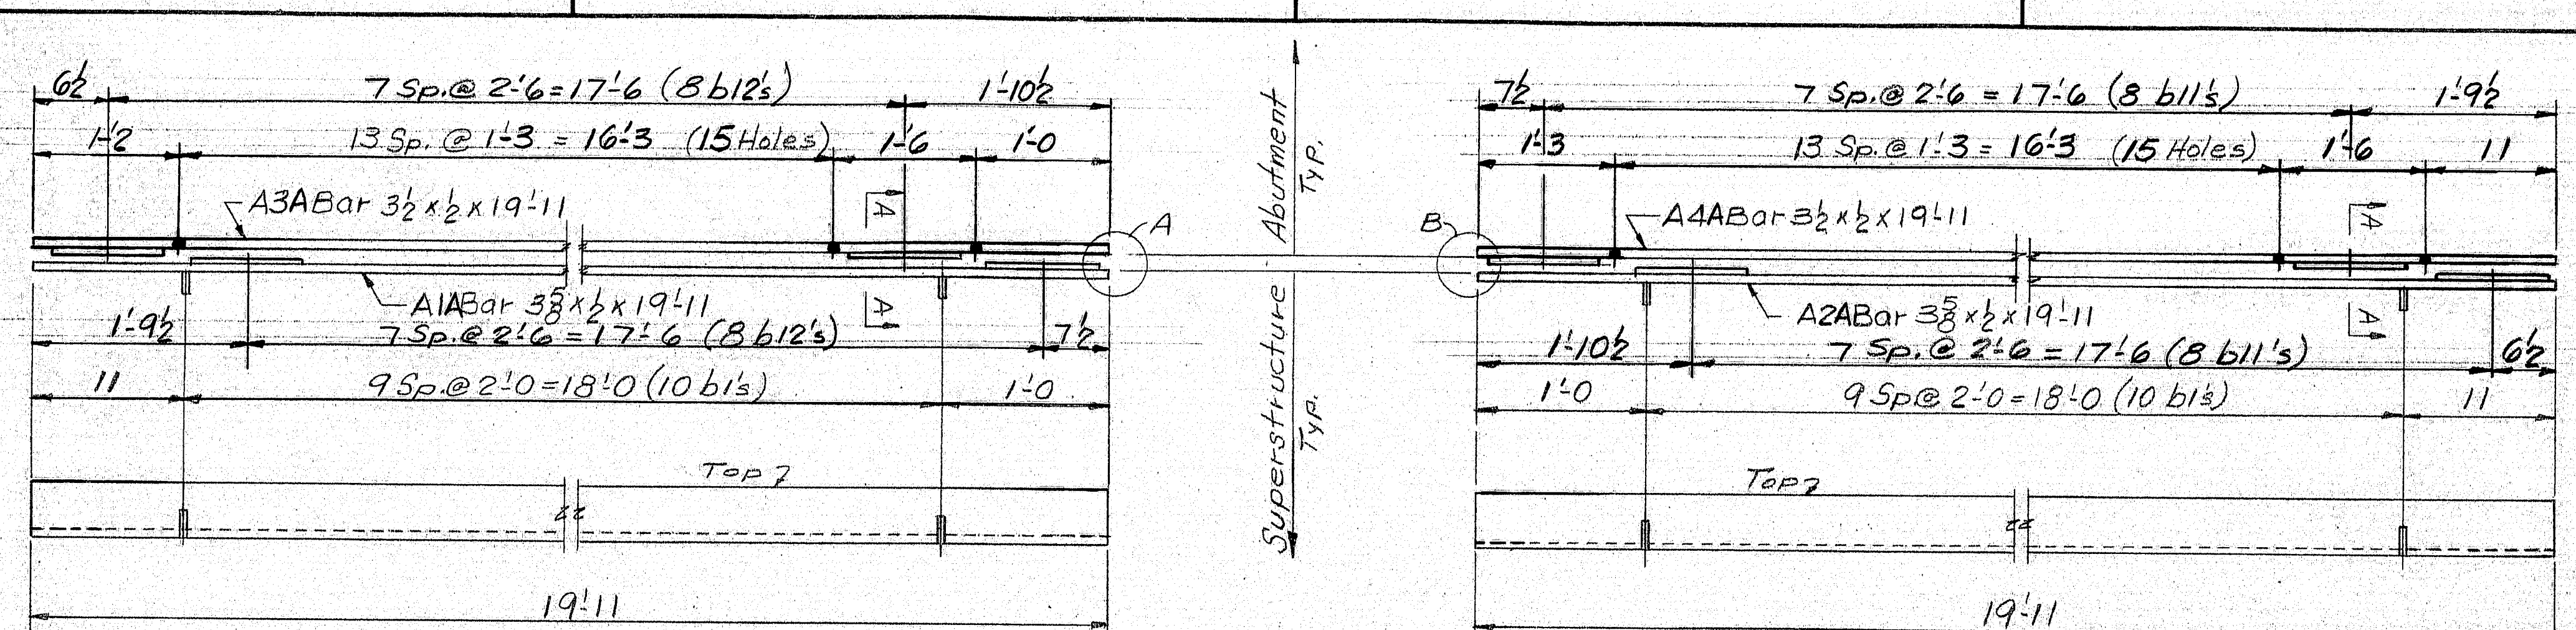 6½ 7 Sp. @ 2'-6 = 17'-6 (8 b12's) 1'-10½
1'-2 13 Sp. @ 1'-3 = 16'-3 (15 Holes) 1'-6 1'-0
A3A Bar 3½ x ½ x 19'-11
A
A
A1A Bar 3⅝ x ½ x 19'-11
A
1'-9½ 7 Sp. @ 2'-6 = 17'-6 (8 b12's) 7½
11 9 Sp. @ 2'-0 = 18'-0 (10 b1's) 1'-0
Top
19'-11
Superstructure Abutment
Typ. Typ.
7½ 7 Sp. @ 2'-6 = 17'-6 (8 b11's) 1'-9½
1'-3 13 Sp. @ 1'-3 = 16'-3 (15 Holes) 1'-6 11
B
A4A Bar 3½ x ½ x 19'-11
A
A2A Bar 3⅝ x ½ x 19'-11
A
1'-10½ 7 Sp. @ 2'-6 = 17'-6 (8 b11's) 6½
1'-0 9 Sp @ 2'-0 = 18'-0 (10 b1's) 11
Top
19'-11